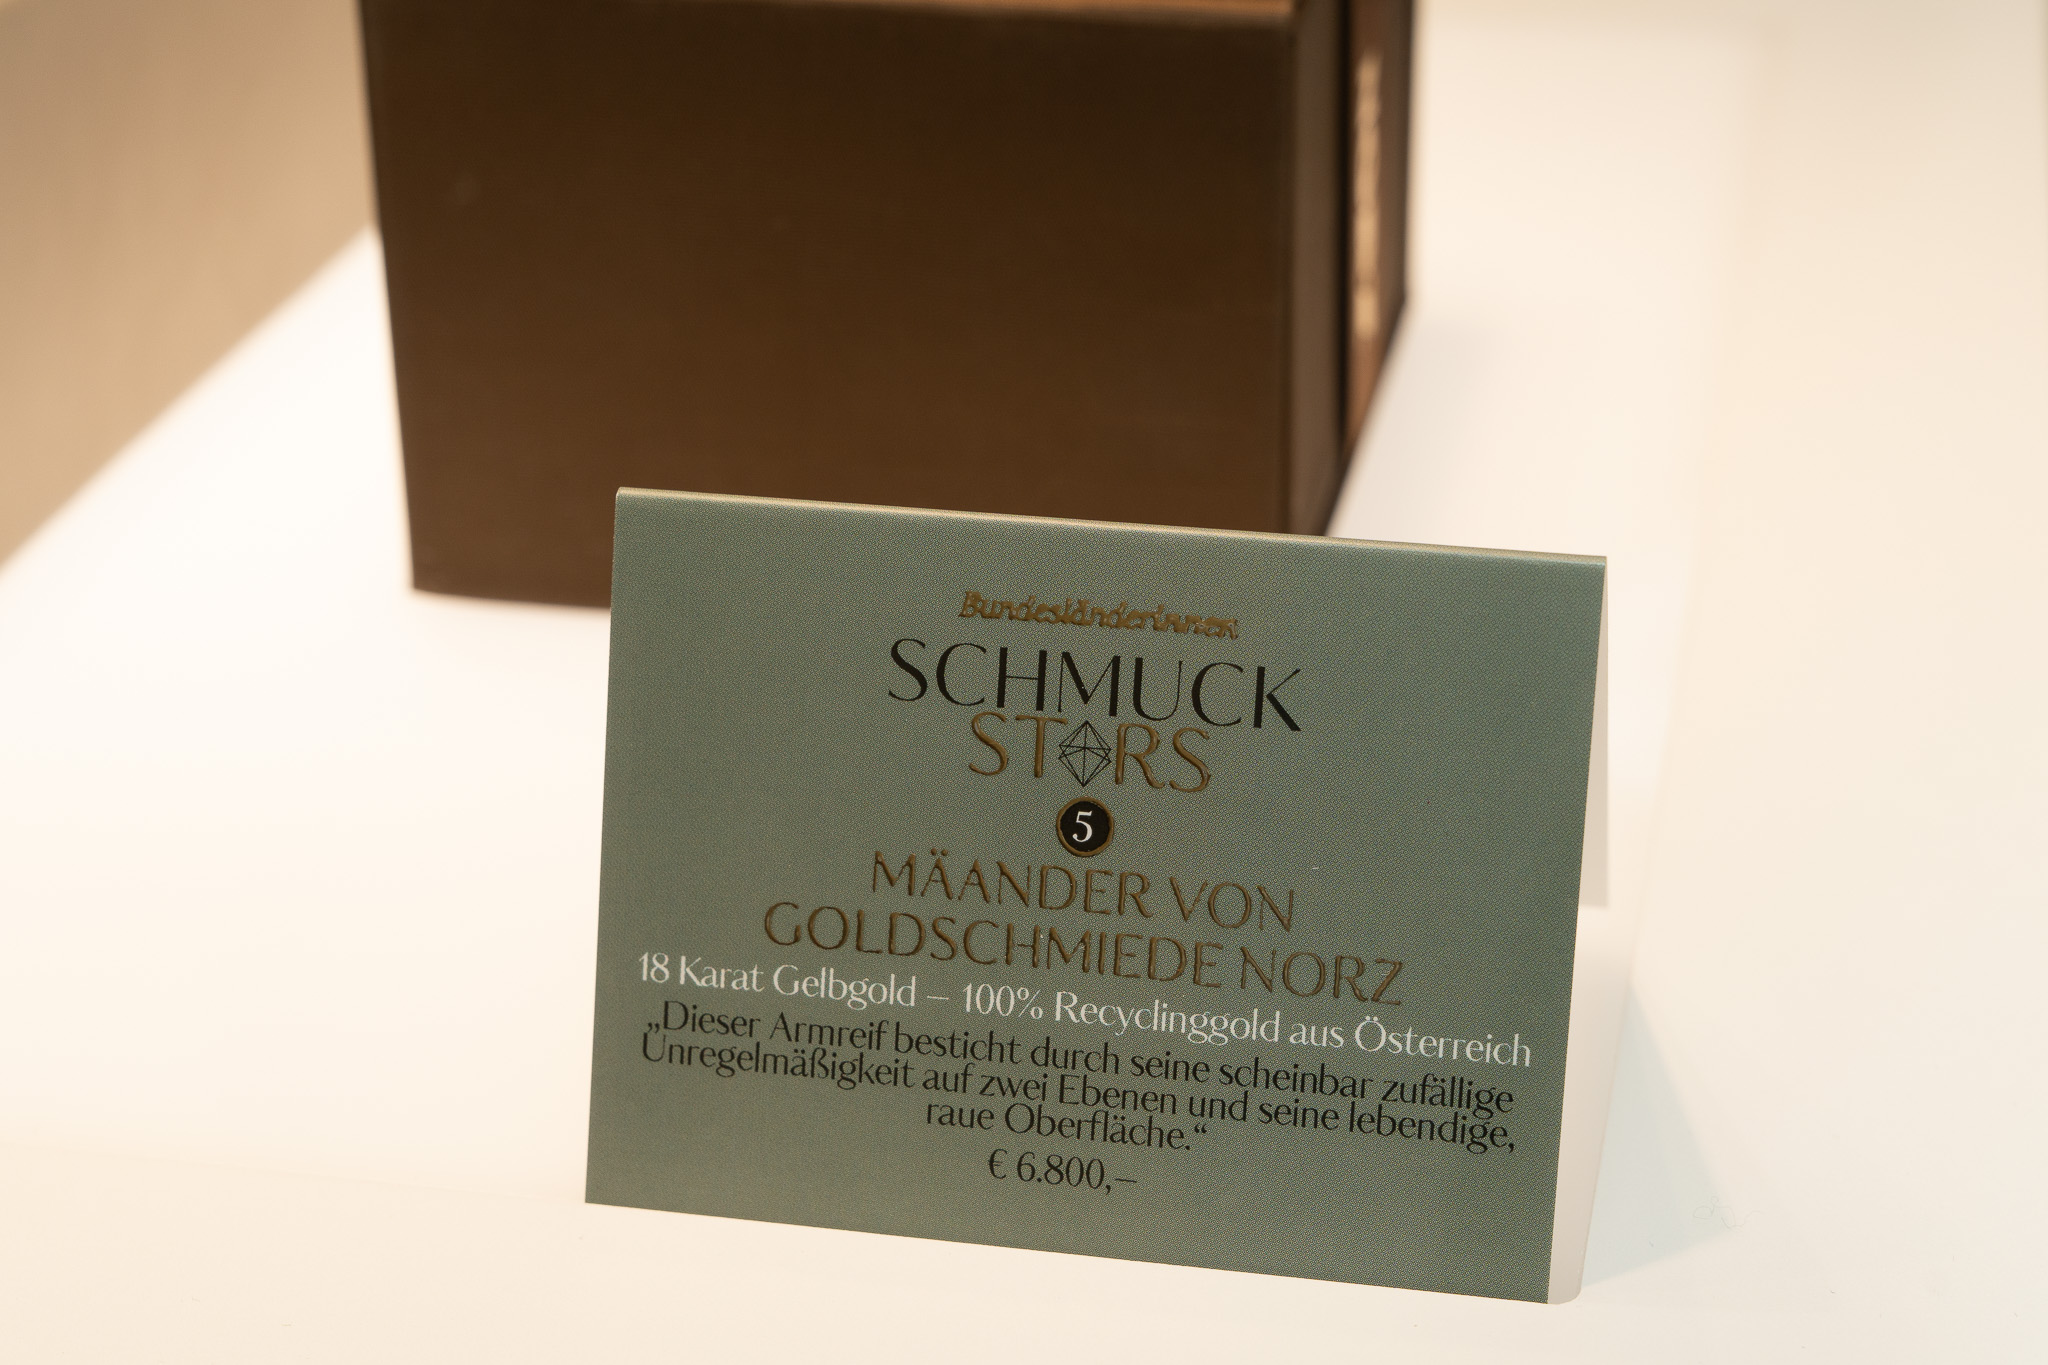 Bundesländerinnen
SCHMUCK
STARS
5
MÄANDER VON
GOLDSCHMIEDE NORZ
18 Karat Gelbgold – 100% Recyclinggold aus Österreich
„Dieser Armreif besticht durch seine scheinbar zufällige
Unregelmäßigkeit auf zwei Ebenen und seine lebendige,
raue Oberfläche.“
€ 6.800,–